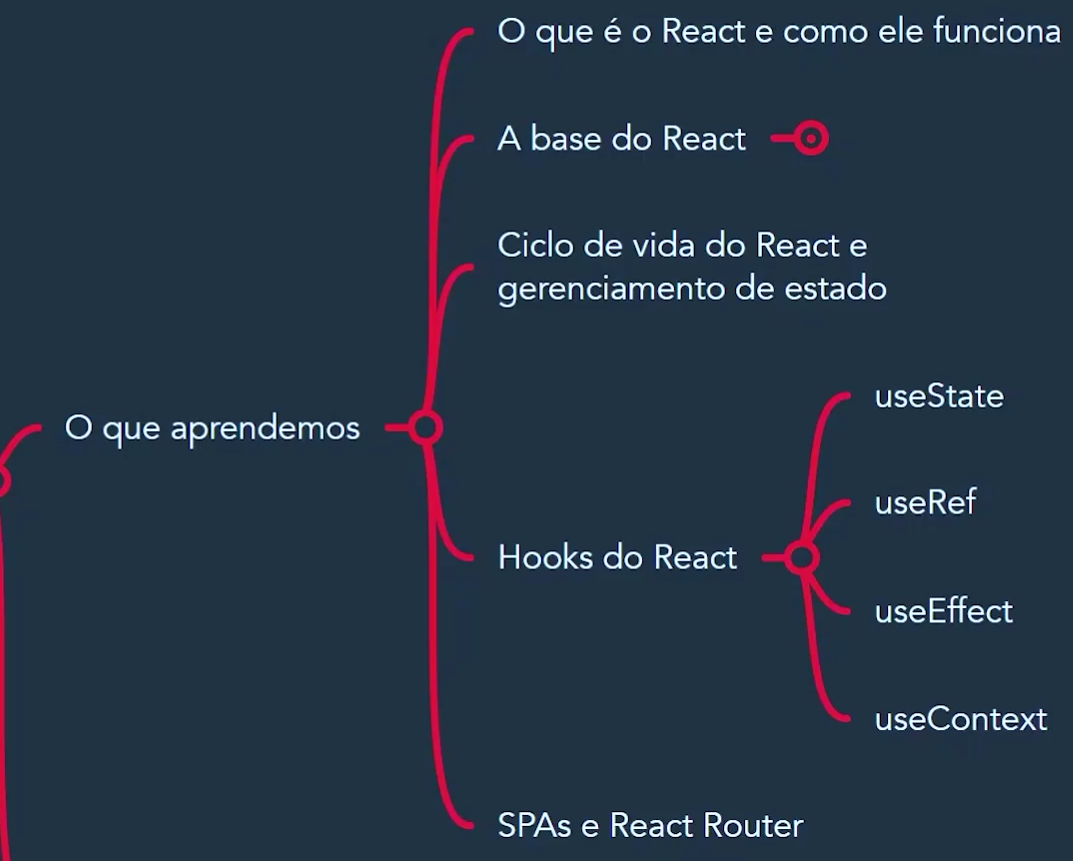 O que é o React e como ele funciona
A base do React
Ciclo de vida do React e
gerenciamento de estado
O que aprendemos
Hooks do React
useState
useRef
useEffect
useContext
SPAs e React Router